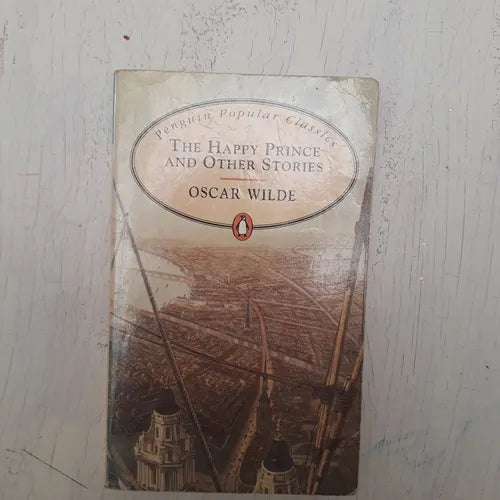 Penguin Popular Classics
THE HAPPY PRINCE
AND OTHER STORIES
OSCAR WILDE